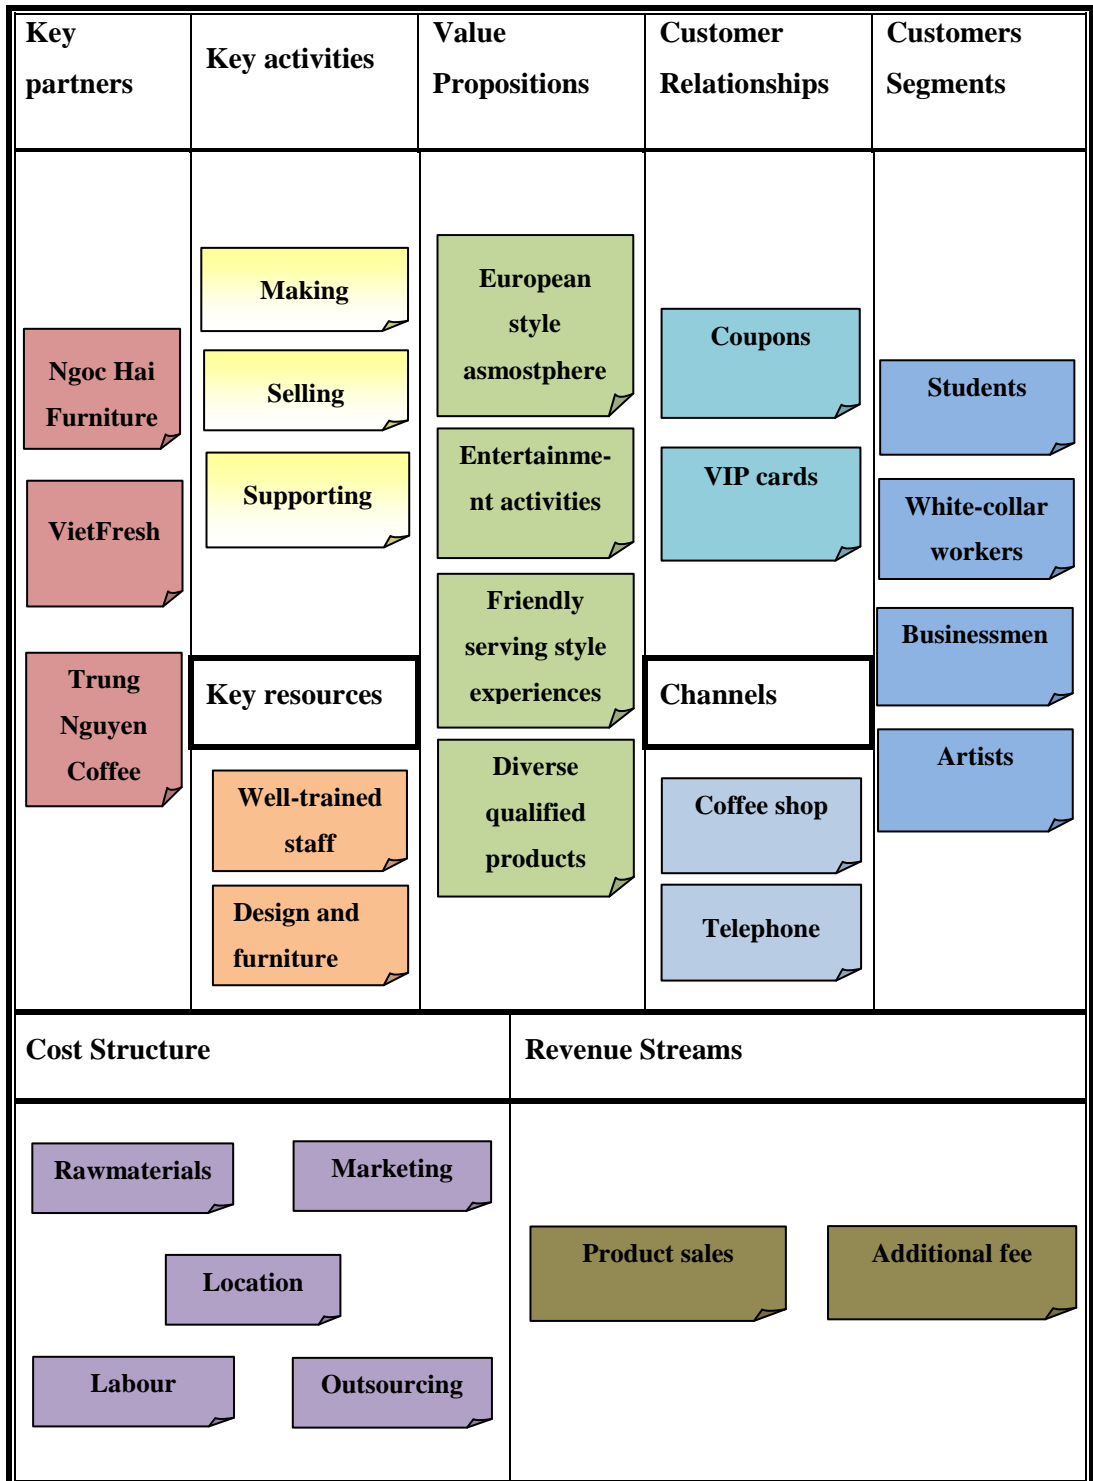 Key
partners
Key activities
Value
Propositions
Customer
Relationships
Customers
Segments
Ngoc Hai
Furniture
VietFresh
Trung
Nguyen
Coffee
Making
Selling
Supporting
Key resources
Well-trained
staff
Design and
furniture
European
style
asmostphere
Entertainme-
nt activities
Friendly
serving style
experiences
Diverse
qualified
products
Coupons
VIP cards
Channels
Coffee shop
Telephone
Students
White-collar
workers
Businessmen
Artists
Cost Structure
Revenue Streams
Rawmaterials
Marketing
Location
Labour
Outsourcing
Product sales
Additional fee